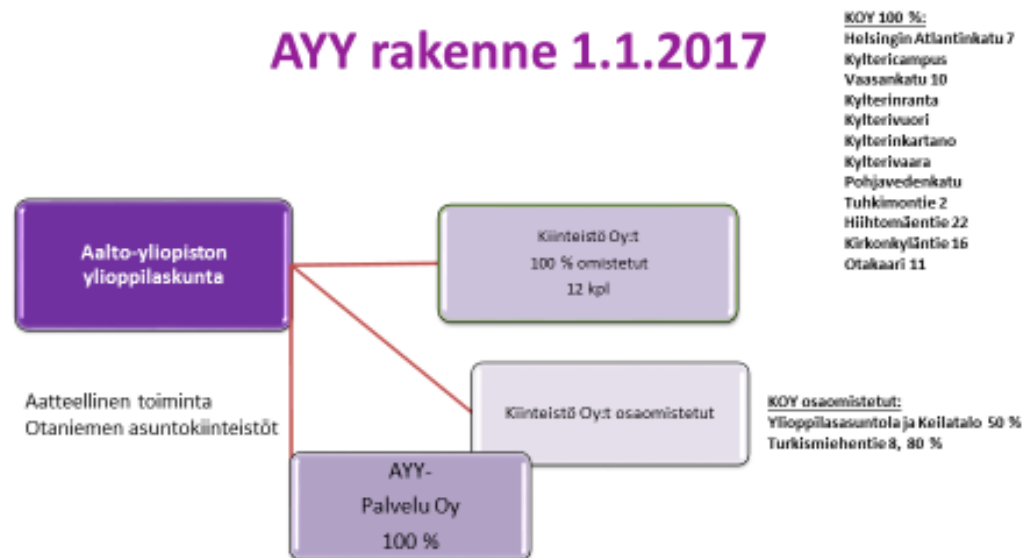 AYY rakenne 1.1.2017
KOY 100 %:
Helsingin Atlantinkatu 7
Kyltericampus
Vaasankatu 10
Kylterinranta
Kylterivuori
Kylterinkartano
Kylterivaara
Pohjavedenkatu
Tuhkimontie 2
Hiihtomäentie 22
Kirkonkyläntie 16
Otakaari 11
Aalto-yliopiston
ylioppilaskunta
Kiinteistö Oy:t
100 % omistetut
12 kpl
Aatteellinen toiminta
Otaniemen asuntokiinteistöt
Kiinteistö Oy:t osaomistetut
KOY osaomistetut:
Ylioppilasasuntola ja Keilatalo 50 %
Turkismiehentie 8, 80 %
AYY-
Palvelu Oy
100 %